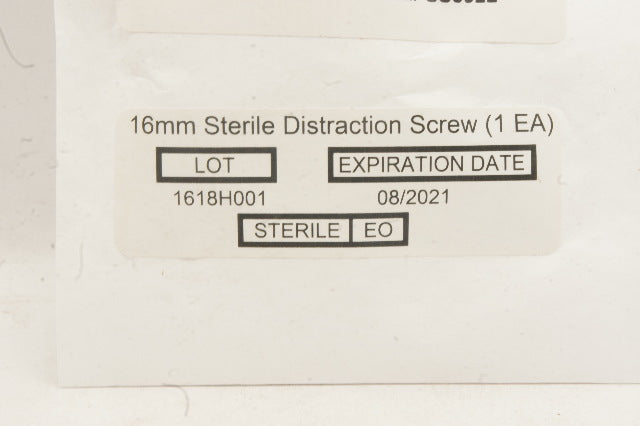 16mm Sterile Distraction Screw (1 EA)
LOT EXPIRATION DATE
1618H001 08/2021
STERILE EO